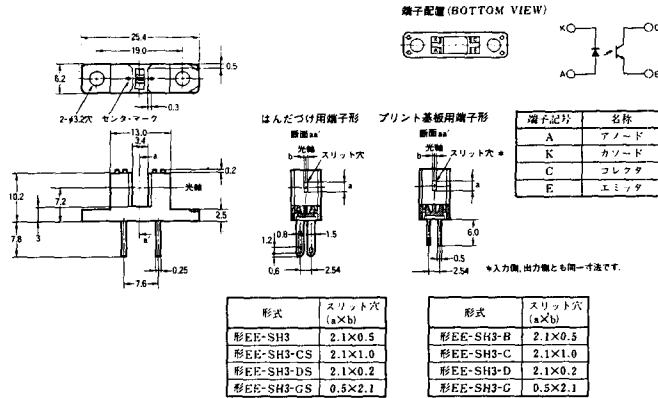 端子配置(BOTTOM VIEW)
25.4
19.0
0.5
6.2
0.3
2-φ3.2穴 センタ・マーク
K
C
A
E
13.0
3.4
a
0.2
光軸
10.2
7.2
7.8
3
a'
2.5
0.25
7.6
はんだづけ用端子形
断面aa'
光軸
b
スリット穴
a
0.8
1.5
1.2
0.6
2.54
プリント基板用端子形
断面aa'
光軸
b
スリット穴 *
a
6.0
0.5
2.54
*入力側,出力側とも同一寸法です.
端子記号 名称
A アノード
K カソード
C コレクタ
E エミッタ
形式 スリット穴 (a×b)
形EE-SH3 2.1×0.5
形EE-SH3-CS 2.1×1.0
形EE-SH3-DS 2.1×0.2
形EE-SH3-GS 0.5×2.1
形式 スリット穴 (a×b)
形EE-SH3-B 2.1×0.5
形EE-SH3-C 2.1×1.0
形EE-SH3-D 2.1×0.2
形EE-SH3-G 0.5×2.1